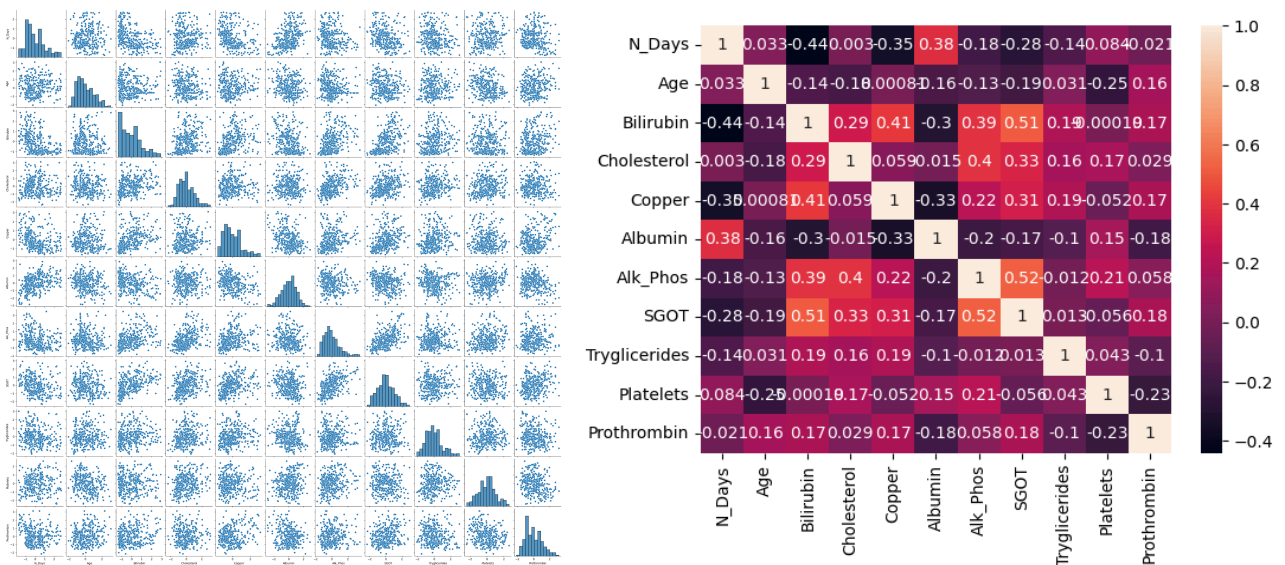 N_Days 1 0.033 -0.44 0.003 -0.35 0.38 -0.18 -0.28 -0.14 0.084 -0.021
Age 0.033 1 -0.14 -0.18 0.00081 -0.16 -0.13 -0.19 0.031 -0.25 0.16
Bilirubin -0.44 -0.14 1 0.29 0.41 -0.3 0.39 0.51 0.19 -0.00019 0.17
Cholesterol 0.003 -0.18 0.29 1 0.059 -0.015 0.4 0.33 0.16 0.17 0.029
Copper -0.35 0.00081 0.41 0.059 1 -0.33 0.22 0.31 0.19 -0.052 0.17
Albumin 0.38 -0.16 -0.3 -0.015 -0.33 1 -0.2 -0.17 -0.1 0.15 -0.18
Alk_Phos -0.18 -0.13 0.39 0.4 0.22 -0.2 1 0.52 -0.012 0.21 0.058
SGOT -0.28 -0.19 0.51 0.33 0.31 -0.17 0.52 1 0.013 -0.056 0.18
Tryglicerides -0.14 0.031 0.19 0.16 0.19 -0.1 -0.012 0.013 1 0.043 -0.1
Platelets 0.084 -0.25 -0.00019 0.17 -0.052 0.15 0.21 -0.056 0.043 1 -0.23
Prothrombin -0.021 0.16 0.17 0.029 0.17 -0.18 0.058 0.18 -0.1 -0.23 1
N_Days Age Bilirubin Cholesterol Copper Albumin Alk_Phos SGOT Tryglicerides Platelets Prothrombin
1.0
0.8
0.6
0.4
0.2
0.0
−0.2
−0.4